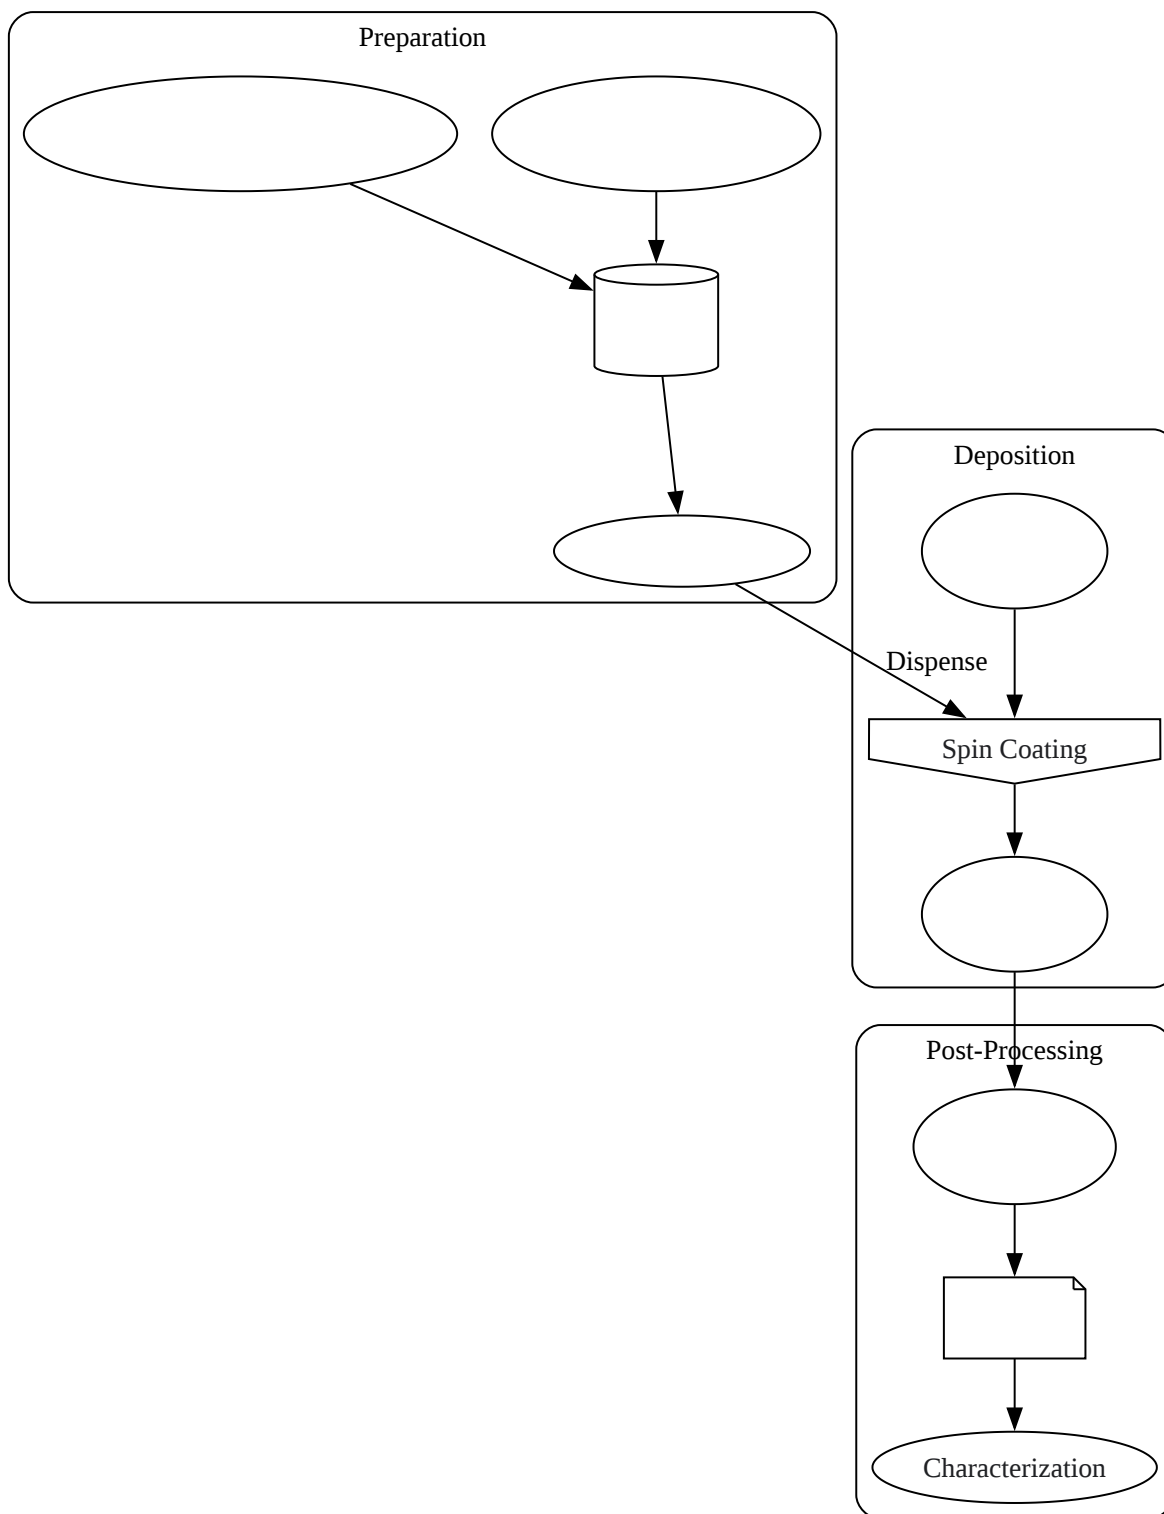 Preparation
Deposition
Dispense
Spin Coating
Post-Processing
Characterization